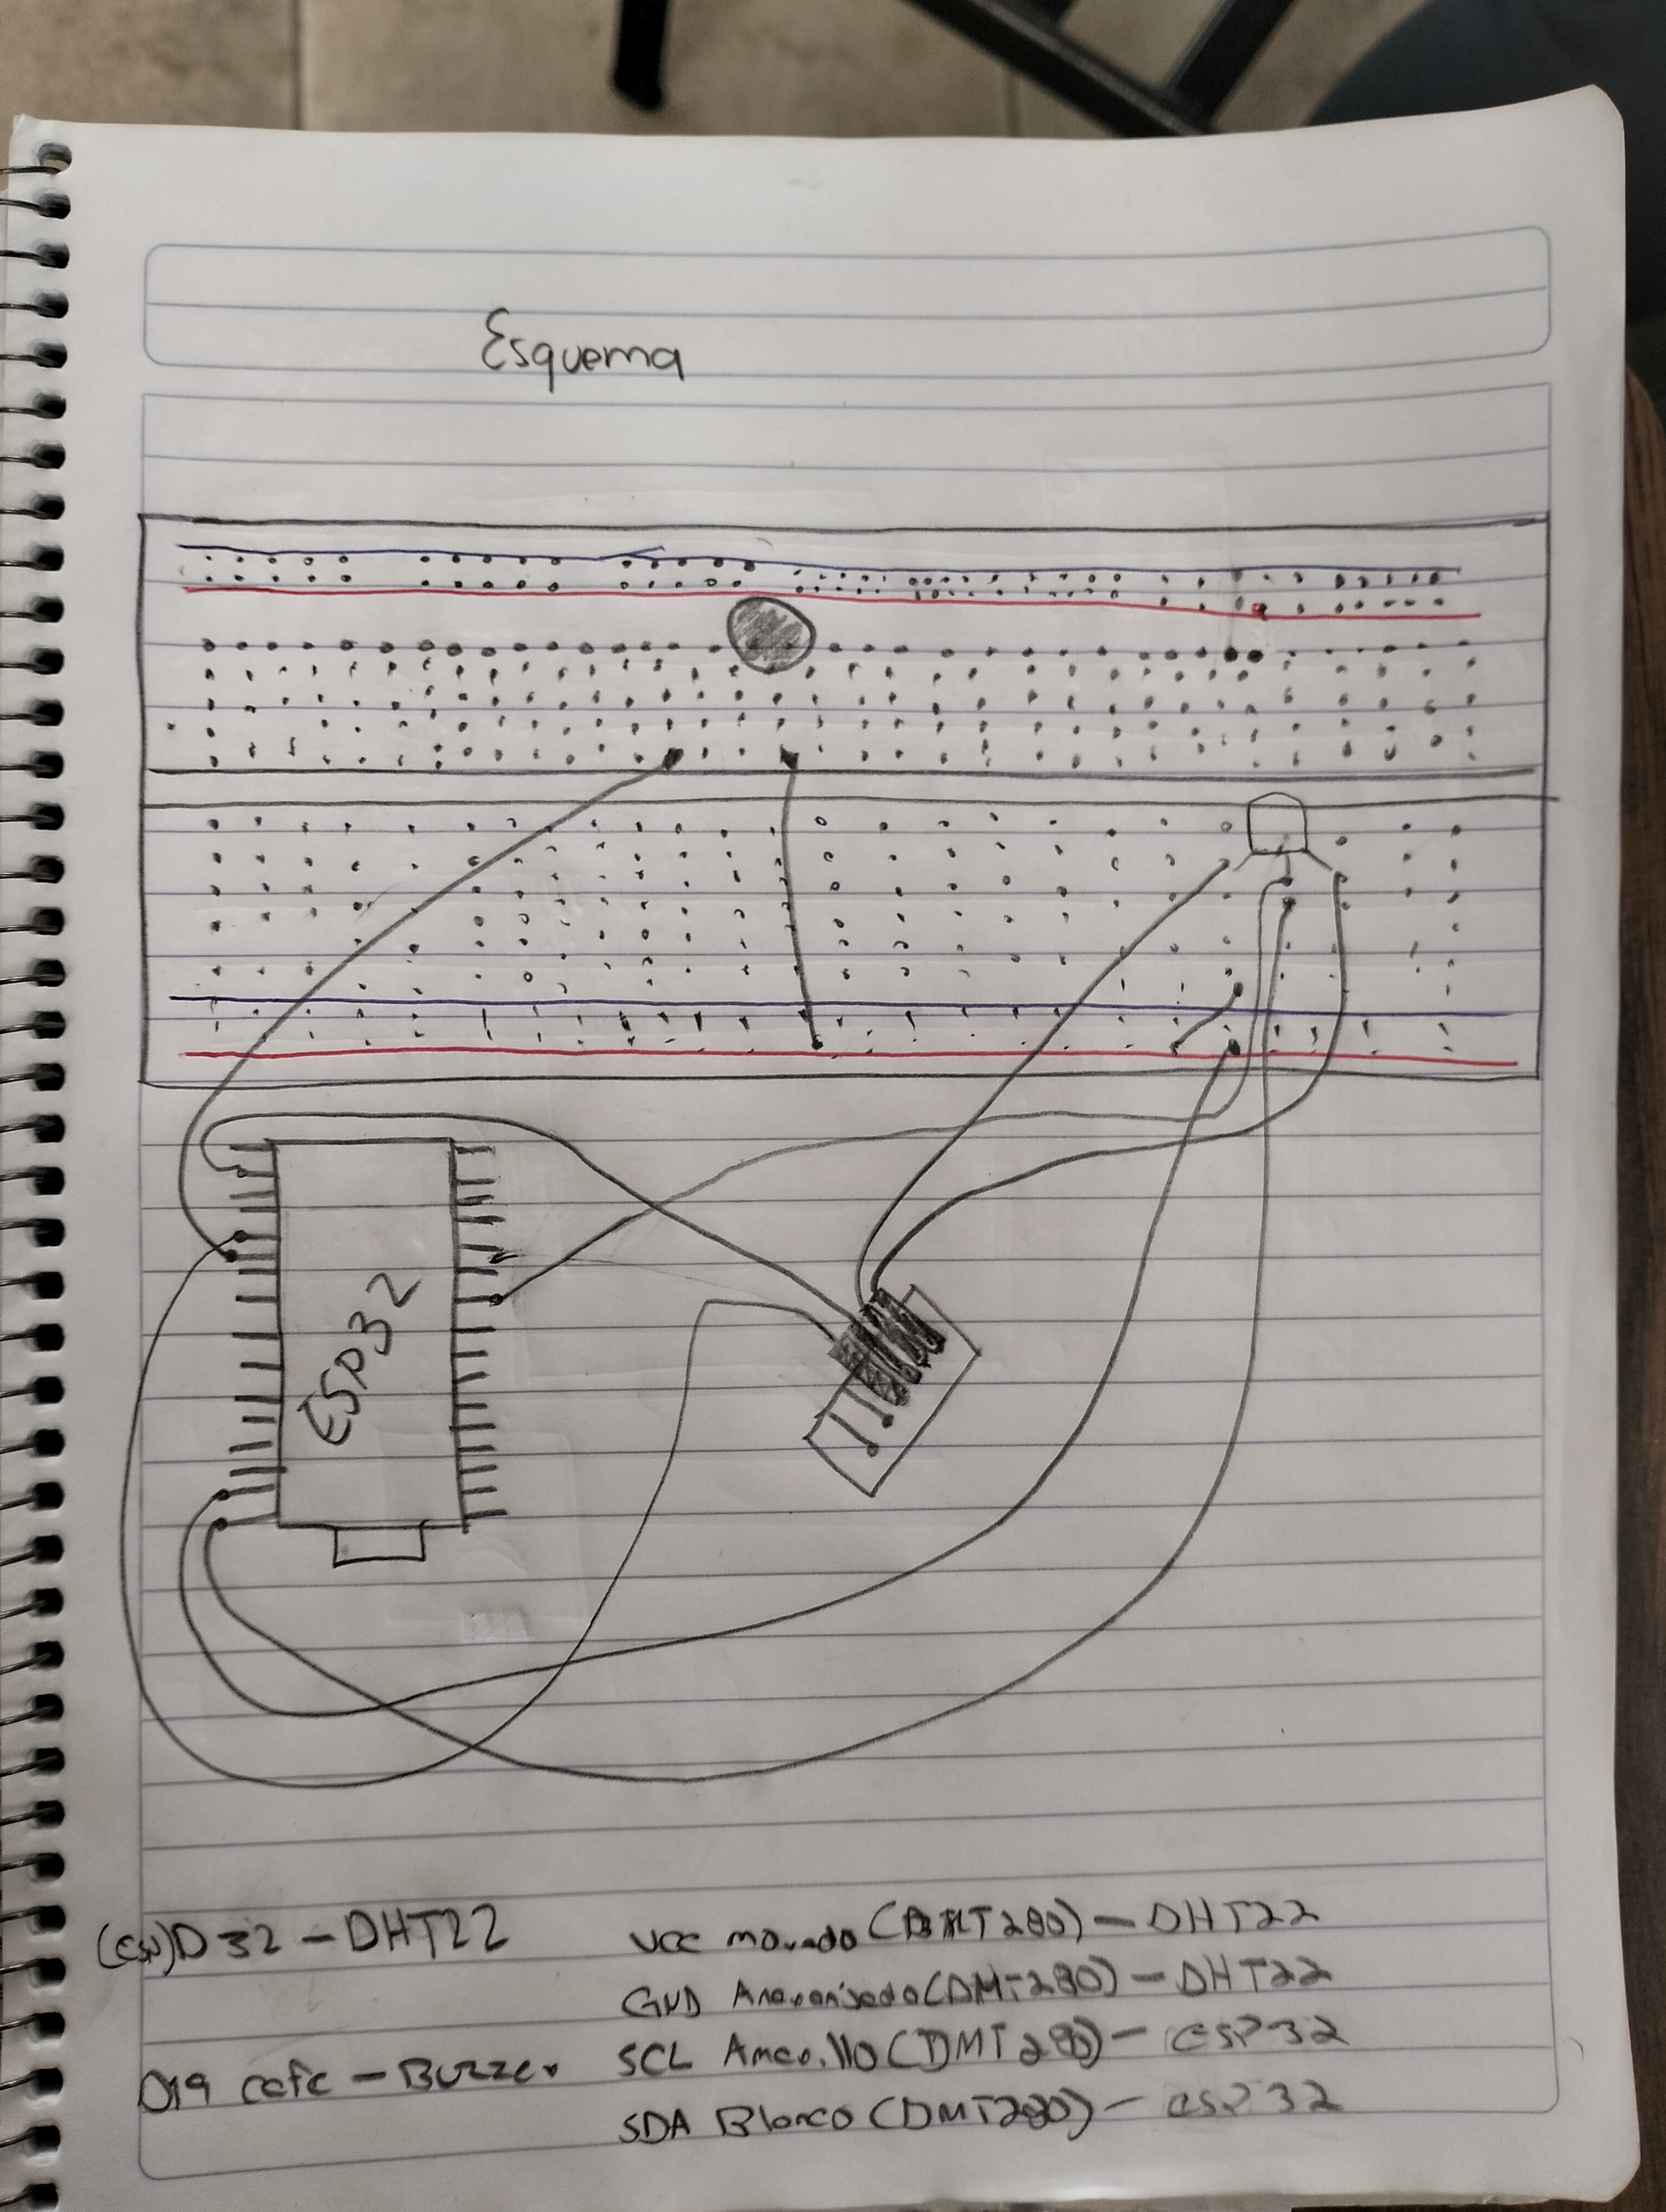 Esquema
ESP32
(esp)D32 - DHT22
VCC morado (DMT280) - DHT22
GND Anaranjado (DMT280) - DHT22
SCL Amarillo (DMT280) - ESP32
D19 cafe - Buzzer
SDA Blanco (DMT280) - ESP32